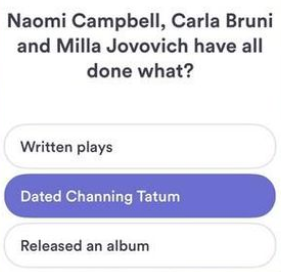 Naomi Campbell, Carla Bruni
and Milla Jovovich have all
done what?
Written plays
Dated Channing Tatum
Released an album